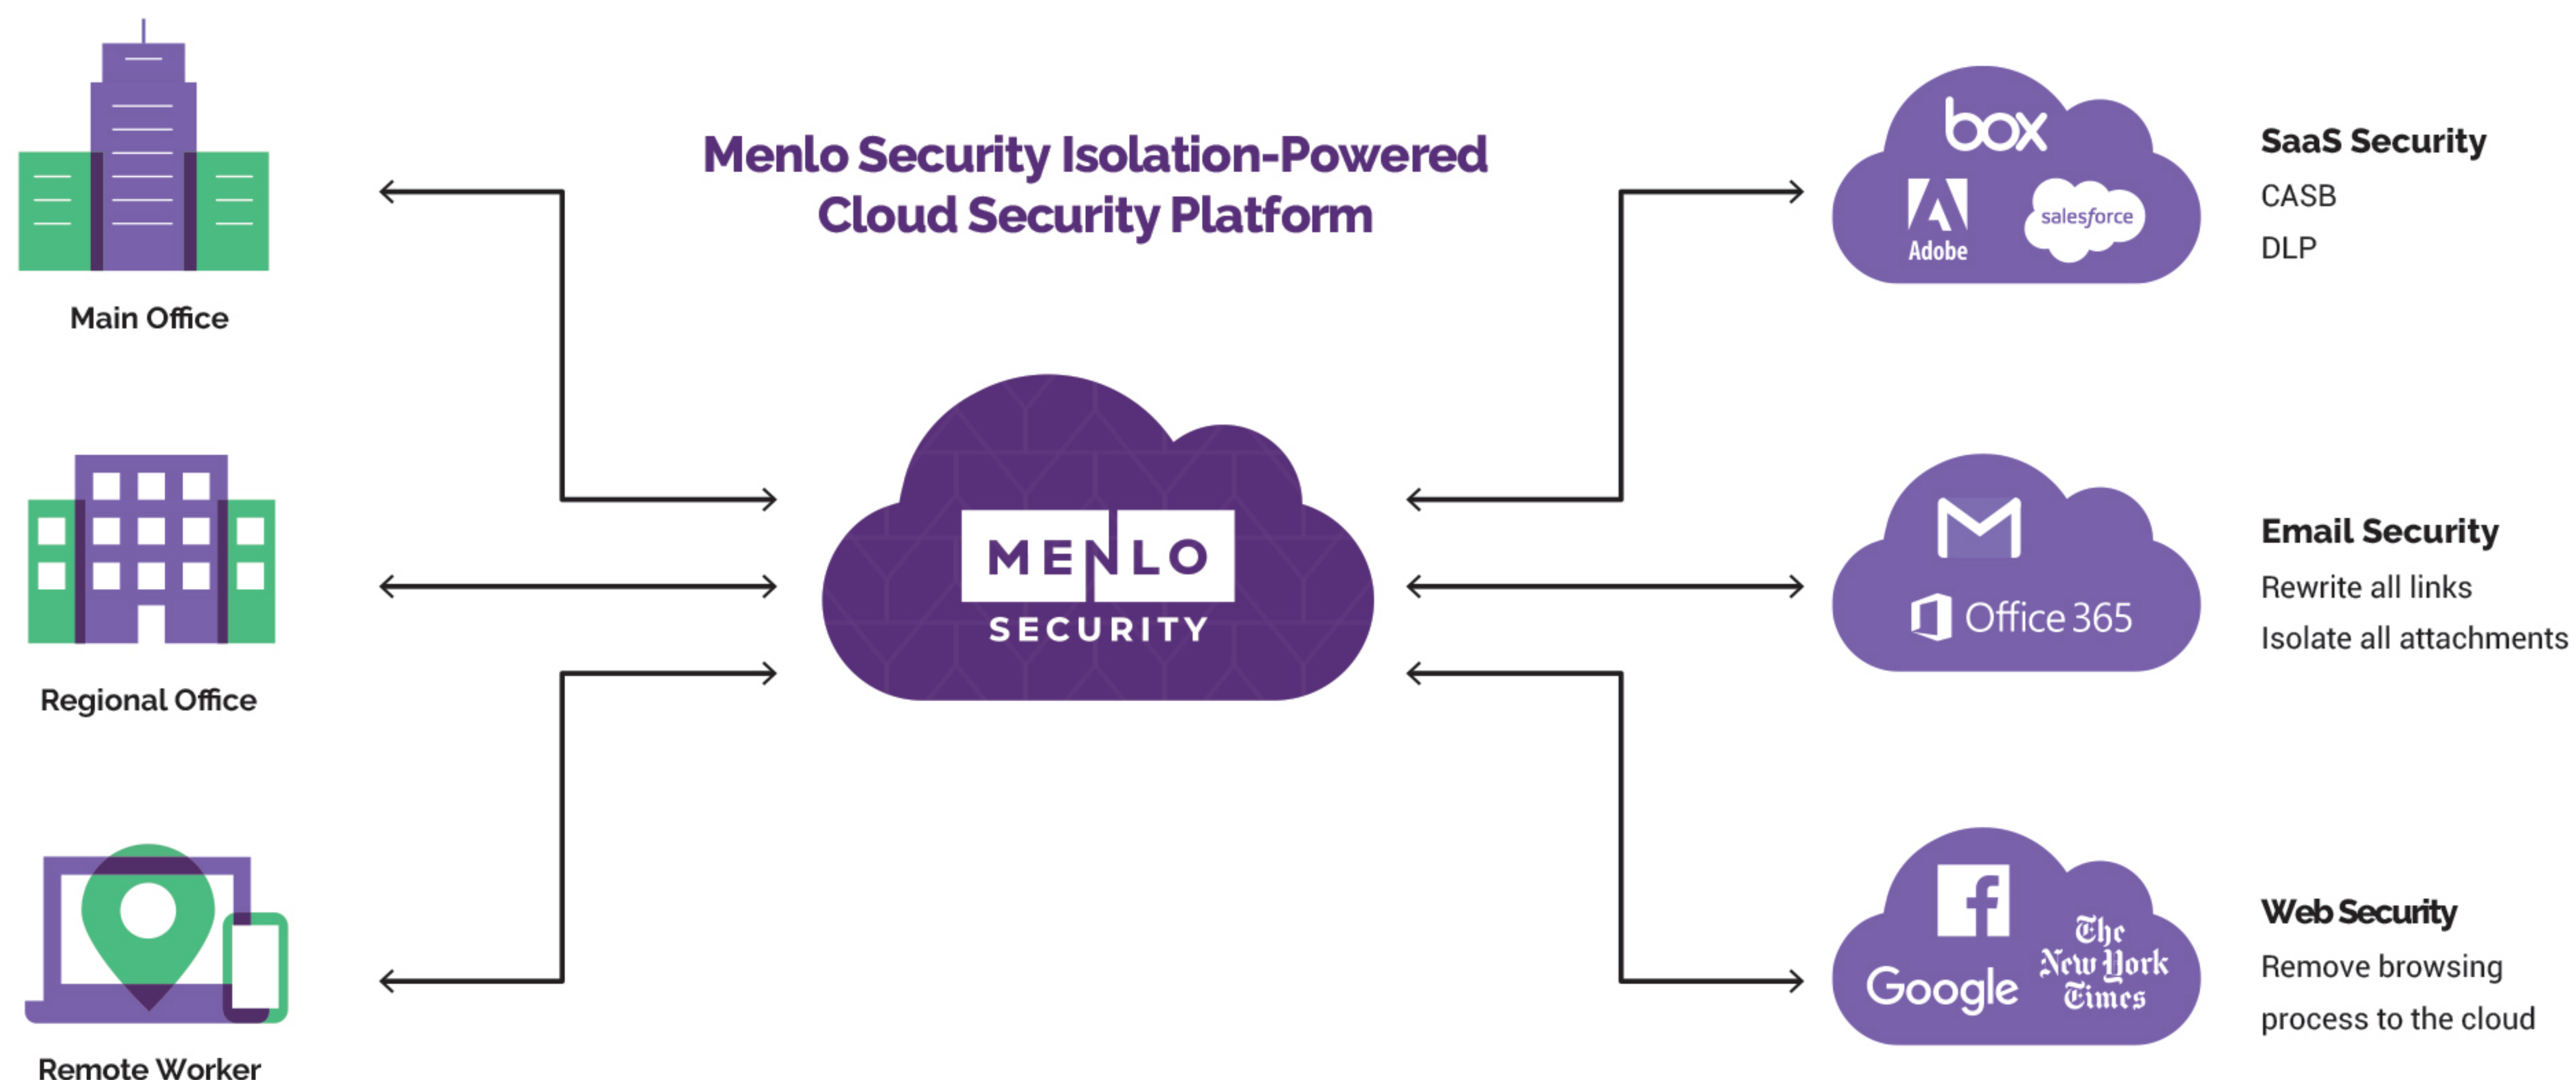 Menlo Security Isolation-Powered
Cloud Security Platform
Main Office
Regional Office
Remote Worker
MENLO
SECURITY
box
Adobe
salesforce
SaaS Security
CASB
DLP
Office 365
Email Security
Rewrite all links
Isolate all attachments
Google
The
New York
Times
Web Security
Remove browsing
process to the cloud